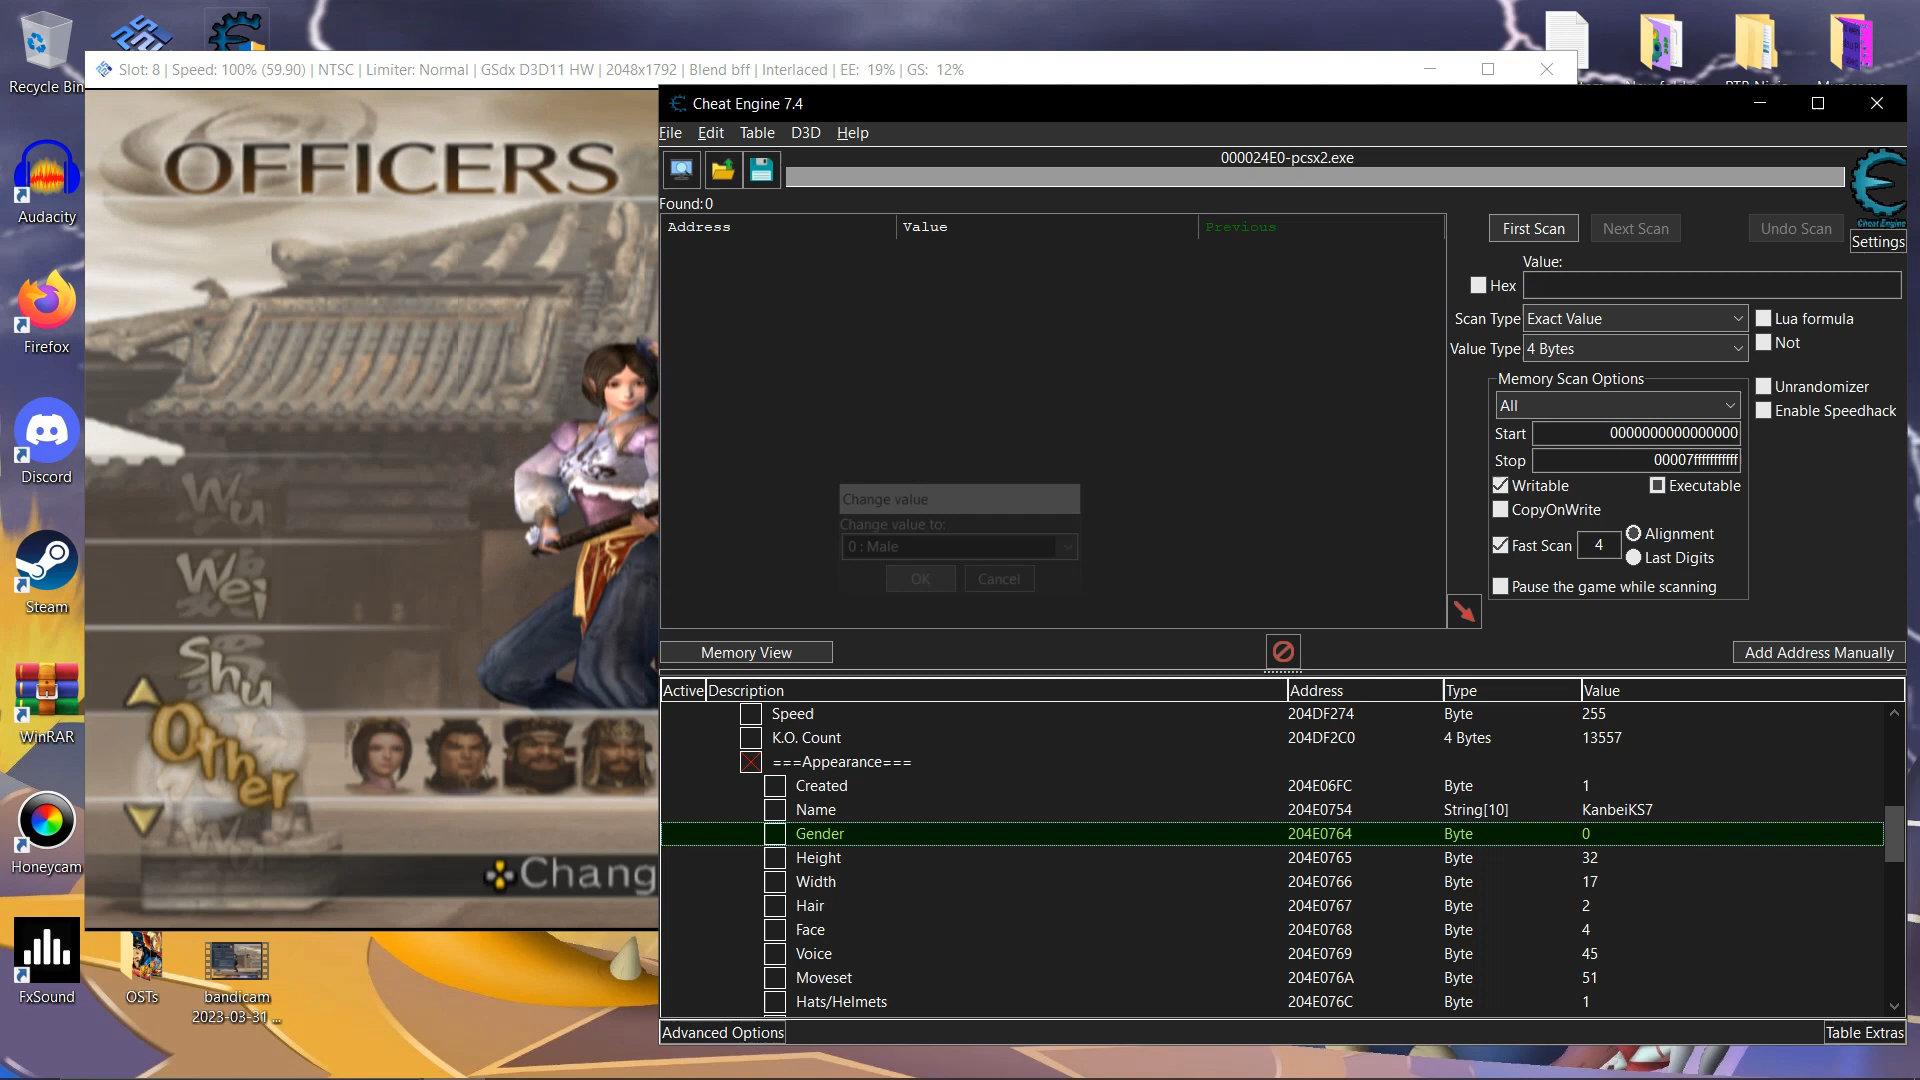 Slot: 8 | Speed: 100% (59.90) | NTSC | Limiter: Normal | GSdx D3D11 HW | 2048x1792 | Blend bff | Interlaced | EE: 19% | GS: 12%
Recycle Bin
Audacity
Firefox
Discord
Steam
WinRAR
Honeycam
FxSound
OSTs
bandicam
2023-03-31 ...
OFFICERS
Wu
Wei
Shu
Other
Chang
Cheat Engine 7.4
File Edit Table D3D Help
000024E0-pcsx2.exe
Cheat Engine
Settings
Found:0
Address Value Previous
First Scan Next Scan Undo Scan
Value:
Hex
Scan Type Exact Value
Lua formula
Value Type 4 Bytes
Not
Memory Scan Options
All
Unrandomizer
Enable Speedhack
Start 0000000000000000
Stop 00007fffffffffff
Writable Executable
CopyOnWrite
Fast Scan 4 Alignment
Last Digits
Pause the game while scanning
Change value
Change value to:
0 : Male
OK Cancel
Memory View
Add Address Manually
Active Description Address Type Value
Speed 204DF274 Byte 255
K.O. Count 204DF2C0 4 Bytes 13557
===Appearance===
Created 204E06FC Byte 1
Name 204E0754 String[10] KanbeiKS7
Gender 204E0764 Byte 0
Height 204E0765 Byte 32
Width 204E0766 Byte 17
Hair 204E0767 Byte 2
Face 204E0768 Byte 4
Voice 204E0769 Byte 45
Moveset 204E076A Byte 51
Hats/Helmets 204E076C Byte 1
Advanced Options
Table Extras